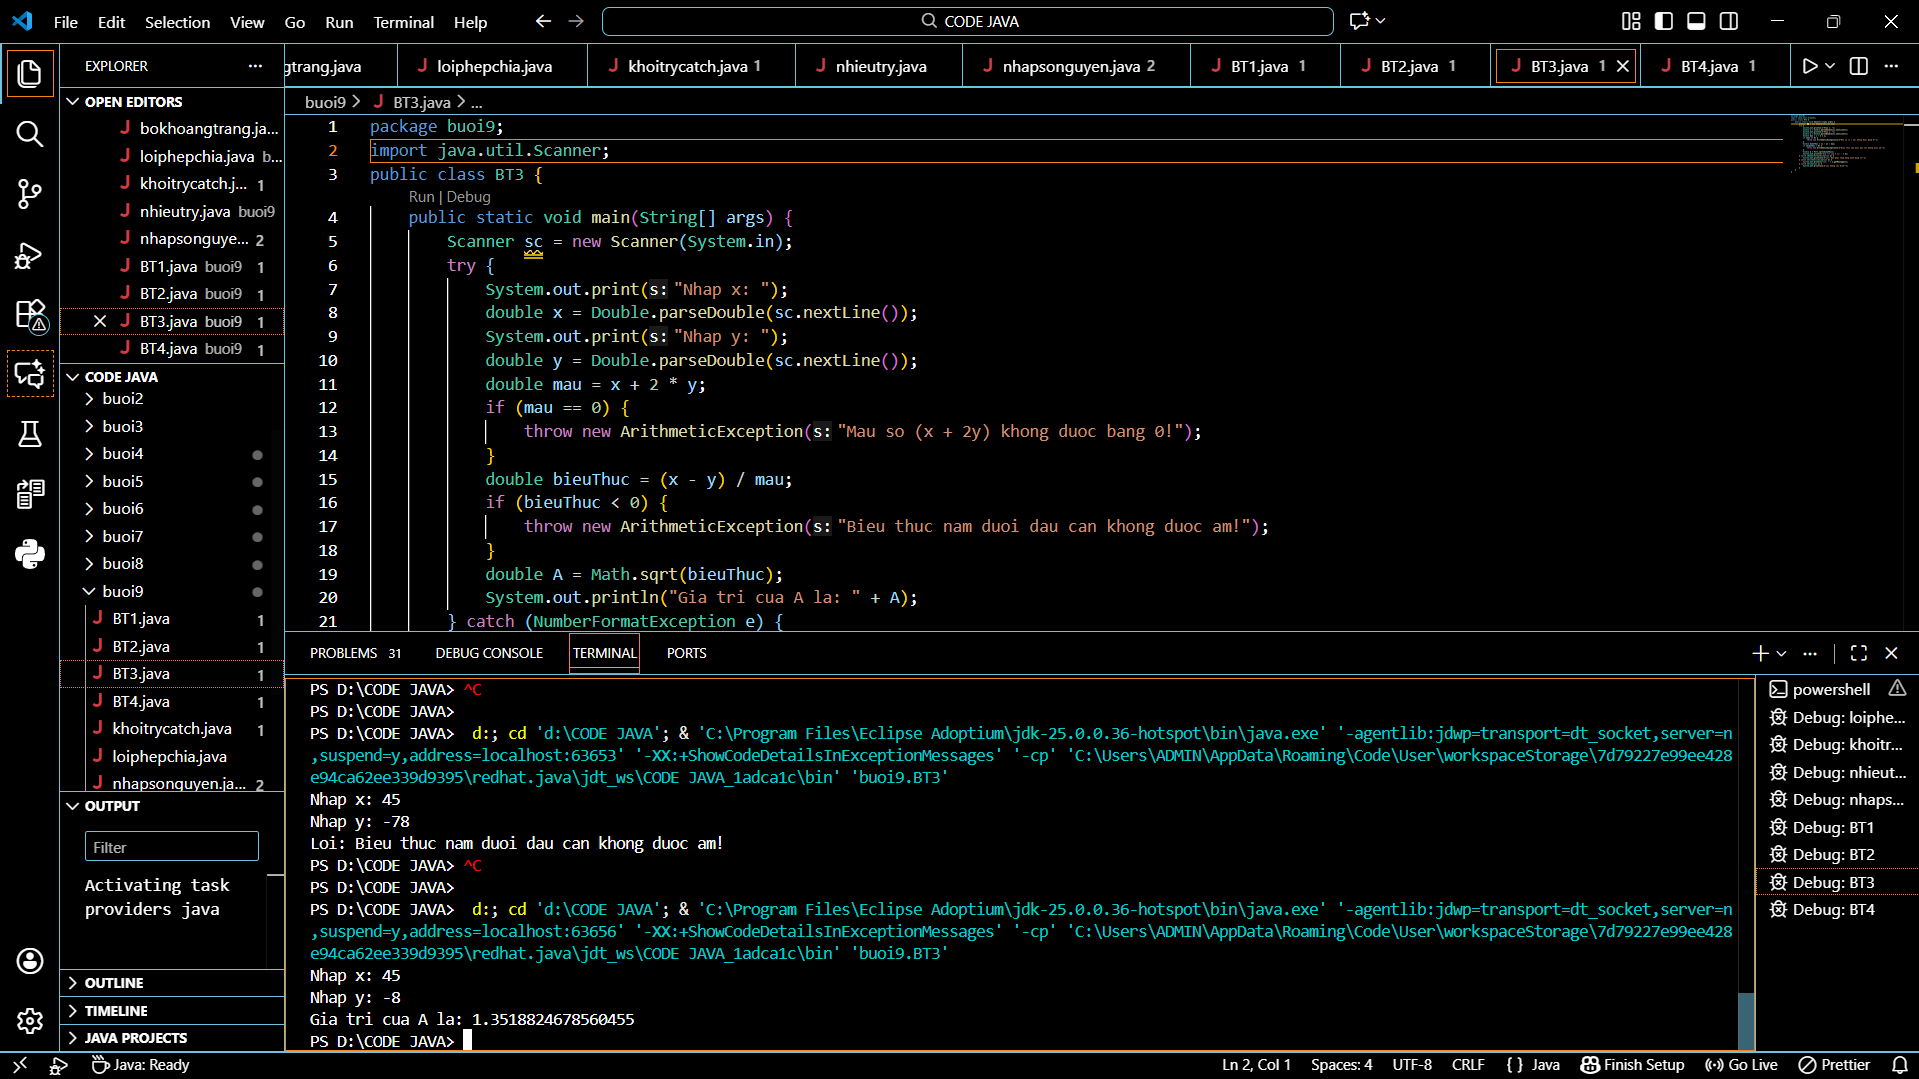 File Edit Selection View Go Run Terminal Help
CODE JAVA
EXPLORER
gtrang.java
loiphepchia.java
khoitrycatch.java 1
nhieutry.java
nhapsonguyen.java 2
BT1.java 1
BT2.java 1
BT3.java 1
BT4.java 1
OPEN EDITORS
bokhoangtrang.ja...
loiphepchia.java b...
khoitrycatch.j... 1
nhieutry.java buoi9
nhapsonguye... 2
BT1.java buoi9 1
BT2.java buoi9 1
BT3.java buoi9 1
BT4.java buoi9 1
CODE JAVA
buoi2
buoi3
buoi4
buoi5
buoi6
buoi7
buoi8
buoi9
BT1.java 1
BT2.java 1
BT3.java 1
BT4.java 1
khoitrycatch.java 1
loiphepchia.java
nhapsonguyen.ja... 2
OUTPUT
Filter
Activating task
providers java
OUTLINE
TIMELINE
JAVA PROJECTS
buoi9 > BT3.java > ...
1 package buoi9;
2 import java.util.Scanner;
3 public class BT3 {
Run | Debug
4 public static void main(String[] args) {
5 Scanner sc = new Scanner(System.in);
6 try {
7 System.out.print(s: "Nhap x: ");
8 double x = Double.parseDouble(sc.nextLine());
9 System.out.print(s: "Nhap y: ");
10 double y = Double.parseDouble(sc.nextLine());
11 double mau = x + 2 * y;
12 if (mau == 0) {
13 throw new ArithmeticException(s: "Mau so (x + 2y) khong duoc bang 0!");
14 }
15 double bieuThuc = (x - y) / mau;
16 if (bieuThuc < 0) {
17 throw new ArithmeticException(s: "Bieu thuc nam duoi dau can khong duoc am!");
18 }
19 double A = Math.sqrt(bieuThuc);
20 System.out.println("Gia tri cua A la: " + A);
21 } catch (NumberFormatException e) {
PROBLEMS 31 DEBUG CONSOLE TERMINAL PORTS
PS D:\CODE JAVA> ^C
PS D:\CODE JAVA>
PS D:\CODE JAVA> d:; cd 'd:\CODE JAVA'; & 'C:\Program Files\Eclipse Adoptium\jdk-25.0.0.36-hotspot\bin\java.exe' '-agentlib:jdwp=transport=dt_socket,server=n
,suspend=y,address=localhost:63653' '-XX:+ShowCodeDetailsInExceptionMessages' '-cp' 'C:\Users\ADMIN\AppData\Roaming\Code\User\workspaceStorage\7d79227e99ee428
e94ca62ee339d9395\redhat.java\jdt_ws\CODE JAVA_1adca1c\bin' 'buoi9.BT3'
Nhap x: 45
Nhap y: -78
Loi: Bieu thuc nam duoi dau can khong duoc am!
PS D:\CODE JAVA> ^C
PS D:\CODE JAVA>
PS D:\CODE JAVA> d:; cd 'd:\CODE JAVA'; & 'C:\Program Files\Eclipse Adoptium\jdk-25.0.0.36-hotspot\bin\java.exe' '-agentlib:jdwp=transport=dt_socket,server=n
,suspend=y,address=localhost:63656' '-XX:+ShowCodeDetailsInExceptionMessages' '-cp' 'C:\Users\ADMIN\AppData\Roaming\Code\User\workspaceStorage\7d79227e99ee428
e94ca62ee339d9395\redhat.java\jdt_ws\CODE JAVA_1adca1c\bin' 'buoi9.BT3'
Nhap x: 45
Nhap y: -8
Gia tri cua A la: 1.3518824678560455
PS D:\CODE JAVA>
powershell
Debug: loiphe...
Debug: khoitr...
Debug: nhieut...
Debug: nhaps...
Debug: BT1
Debug: BT2
Debug: BT3
Debug: BT4
Java: Ready
Ln 2, Col 1 Spaces: 4 UTF-8 CRLF {} Java Finish Setup Go Live Prettier